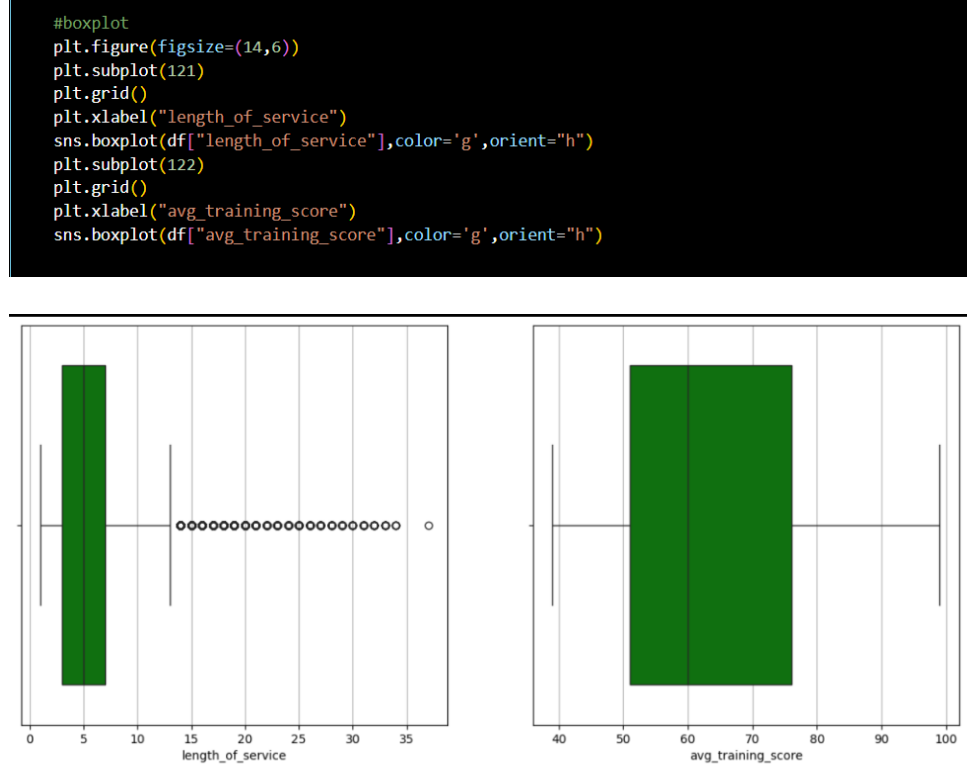 #boxplot
plt.figure(figsize=(14,6))
plt.subplot(121)
plt.grid()
plt.xlabel("length_of_service")
sns.boxplot(df["length_of_service"],color='g',orient="h")
plt.subplot(122)
plt.grid()
plt.xlabel("avg_training_score")
sns.boxplot(df["avg_training_score"],color='g',orient="h")
0 5 10 15 20 25 30 35
length_of_service
40 50 60 70 80 90 100
avg_training_score